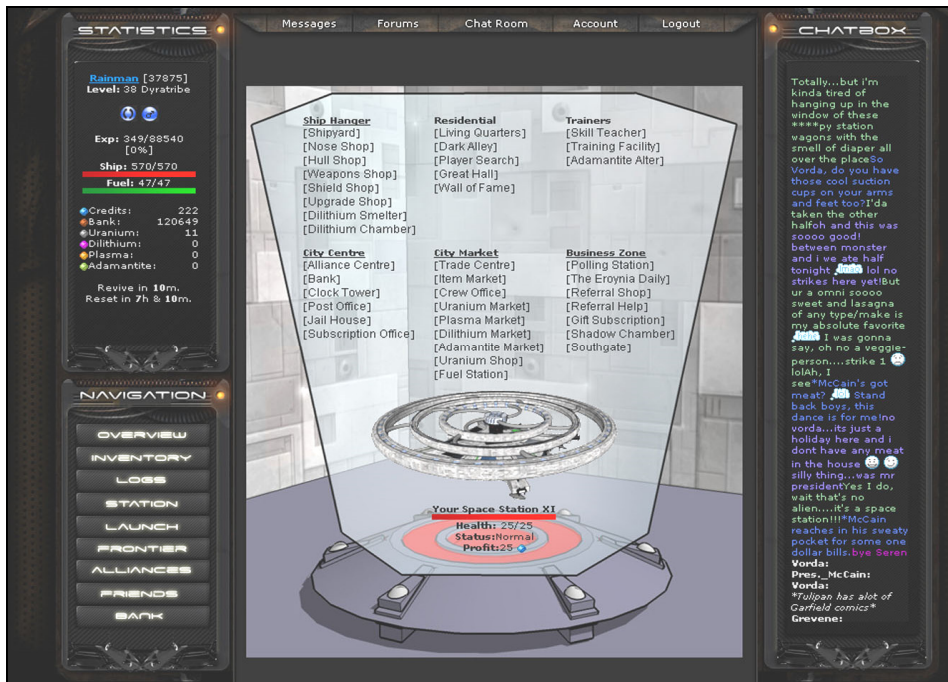 STATISTICS
Rainman [37875]
Level: 38 Dyratribe
Exp: 349/88540
[0%]
Ship: 570/570
Fuel: 47/47
Credits: 222
Bank: 120649
Uranium: 11
Dilithium: 0
Plasma: 0
Adamantite: 0
Revive in 10m.
Reset in 7h & 10m.
NAVIGATION
OVERVIEW
INVENTORY
LOGS
STATION
LAUNCH
FRONTIER
ALLIANCES
FRIENDS
BANK
Messages Forums Chat Room Account Logout
Ship Hanger
[Shipyard]
[Nose Shop]
[Hull Shop]
[Weapons Shop]
[Shield Shop]
[Upgrade Shop]
[Dilithium Smelter]
[Dilithium Chamber]
Residential
[Living Quarters]
[Dark Alley]
[Player Search]
[Great Hall]
[Wall of Fame]
Trainers
[Skill Teacher]
[Training Facility]
[Adamantite Alter]
City Centre
[Alliance Centre]
[Bank]
[Clock Tower]
[Post Office]
[Jail House]
[Subscription Office]
City Market
[Trade Centre]
[Item Market]
[Crew Office]
[Uranium Market]
[Plasma Market]
[Dilithium Market]
[Adamantite Market]
[Uranium Shop]
[Fuel Station]
Business Zone
[Polling Station]
[The Eroynia Daily]
[Referral Shop]
[Referral Help]
[Gift Subscription]
[Shadow Chamber]
[Southgate]
Your Space Station XI
Health: 25/25
Status:Normal
Profit:25
CHATBOX
Totally...but i'm
kinda tired of
hanging up in the
window of these
****py station
wagons with the
smell of diaper all
over the placeSo
Vorda, do you have
those cool suction
cups on your arms
and feet too?I'da
taken the other
halfoh and this was
soooo good!
between monster
and i we ate half
tonight lol no
strikes here yet!But
ur a omni soooo
sweet and lasagna
of any type/make is
my absolute favorite
I was gonna
say, oh no a veggie-
person....strike 1
lolAh, I
see*McCain's got
meat? Stand
back boys, this
dance is for me!no
vorda...its just a
holiday here and i
dont have any meat
in the house
silly thing...was mr
presidentYes I do,
wait that's no
alien....it's a space
station!!!*McCain
reaches in his sweaty
pocket for some one
dollar bills.bye Seren
Vorda:
Pres._McCain:
Vorda:
*Tulipan has alot of
Garfield comics*
Grevene: